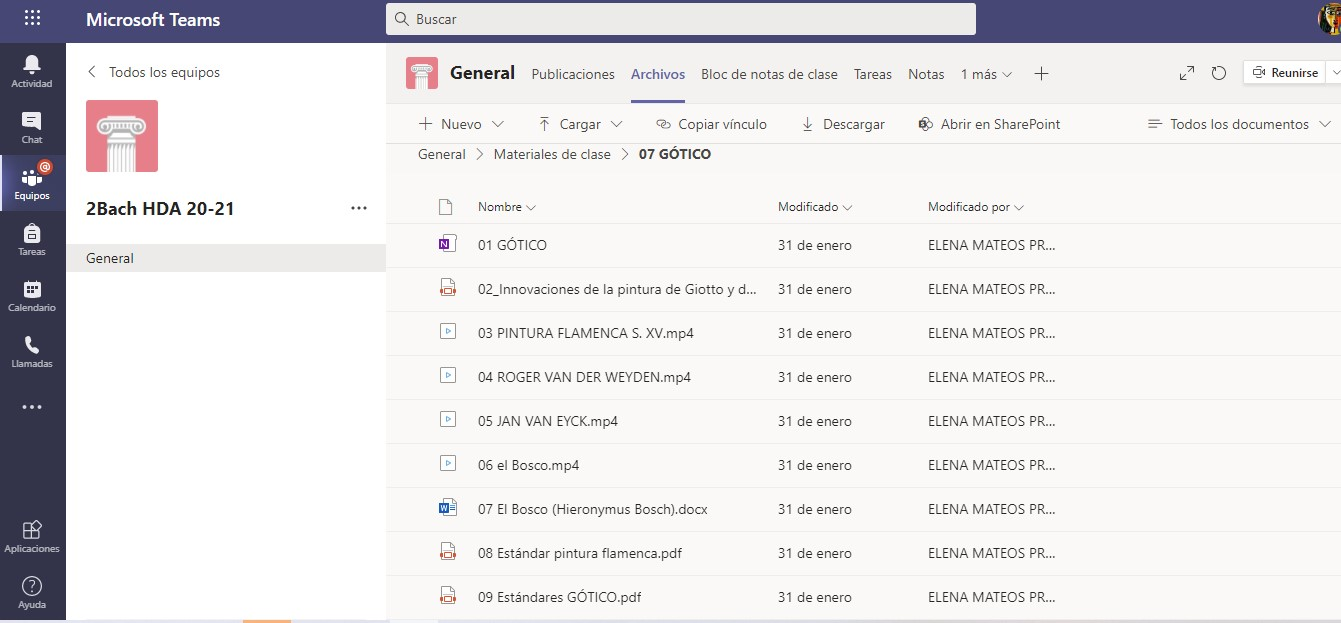 Microsoft Teams
Buscar
Actividad
Chat
Equipos
Tareas
Calendario
Llamadas
Aplicaciones
Ayuda
Todos los equipos
2Bach HDA 20-21
General
General Publicaciones Archivos Bloc de notas de clase Tareas Notas 1 más Reunirse
Nuevo Cargar Copiar vínculo Descargar Abrir en SharePoint Todos los documentos
General > Materiales de clase > 07 GÓTICO
Nombre Modificado Modificado por
01 GÓTICO 31 de enero ELENA MATEOS PR...
02_Innovaciones de la pintura de Giotto y d... 31 de enero ELENA MATEOS PR...
03 PINTURA FLAMENCA S. XV.mp4 31 de enero ELENA MATEOS PR...
04 ROGER VAN DER WEYDEN.mp4 31 de enero ELENA MATEOS PR...
05 JAN VAN EYCK.mp4 31 de enero ELENA MATEOS PR...
06 el Bosco.mp4 31 de enero ELENA MATEOS PR...
07 El Bosco (Hieronymus Bosch).docx 31 de enero ELENA MATEOS PR...
08 Estándar pintura flamenca.pdf 31 de enero ELENA MATEOS PR...
09 Estándares GÓTICO.pdf 31 de enero ELENA MATEOS PR...